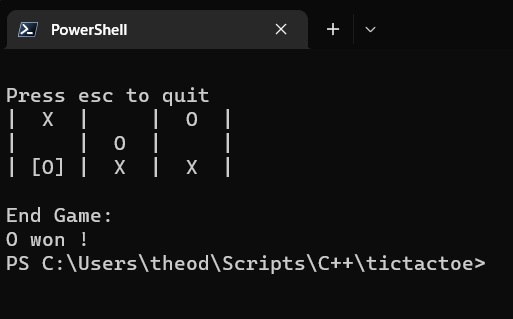 PowerShell
Press esc to quit
|  X  |     |  O  |
|     |  O  |     |
| [O] |  X  |  X  |
End Game:
O won !
PS C:\Users\theod\Scripts\C++\tictactoe>